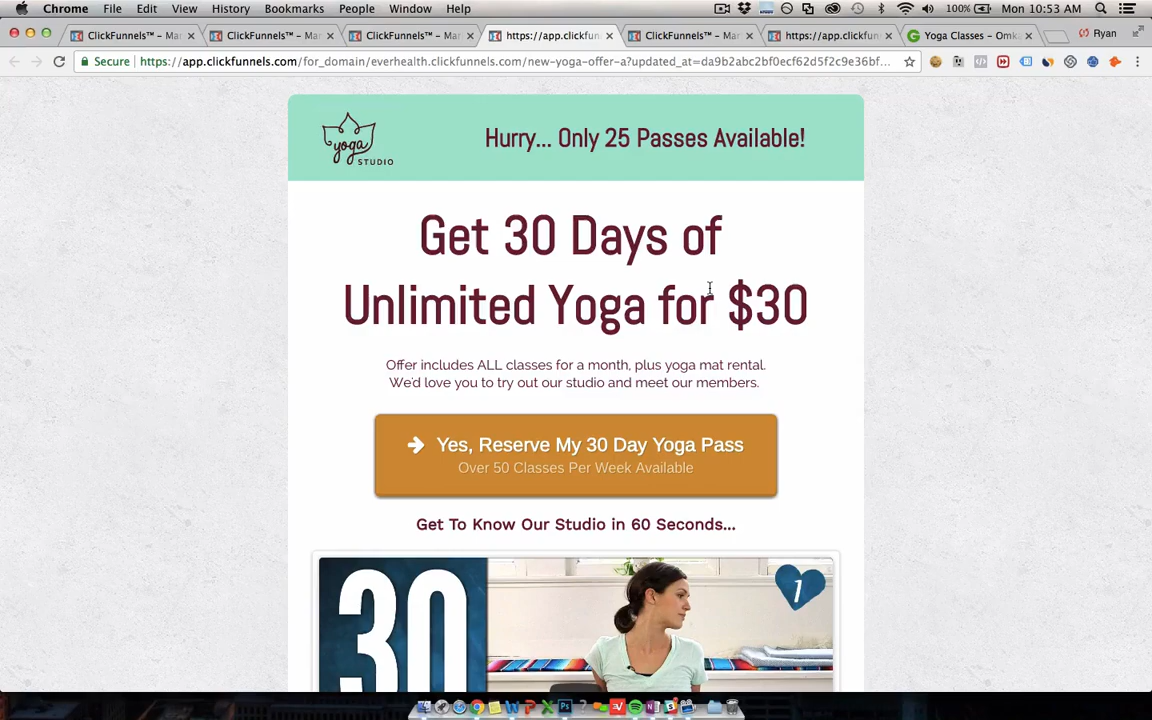 Chrome File Edit View History Bookmarks People Window Help 100% Mon 10:53 AM
ClickFunnels™ - Mar ClickFunnels™ - Mar ClickFunnels™ - Mar https://app.clickfun ClickFunnels™ - Mar https://app.clickfun Yoga Classes - Omk Ryan
Secure https://app.clickfunnels.com/for_domain/everhealth.clickfunnels.com/new-yoga-offer-a?updated_at=da9b2abc2bf0ecf62d5f2c9e36bf...
yoga
STUDIO
Hurry... Only 25 Passes Available!
Get 30 Days of
Unlimited Yoga for $30
Offer includes ALL classes for a month, plus yoga mat rental.
We'd love you to try out our studio and meet our members.
Yes, Reserve My 30 Day Yoga Pass
Over 50 Classes Per Week Available
Get To Know Our Studio in 60 Seconds...
30
1